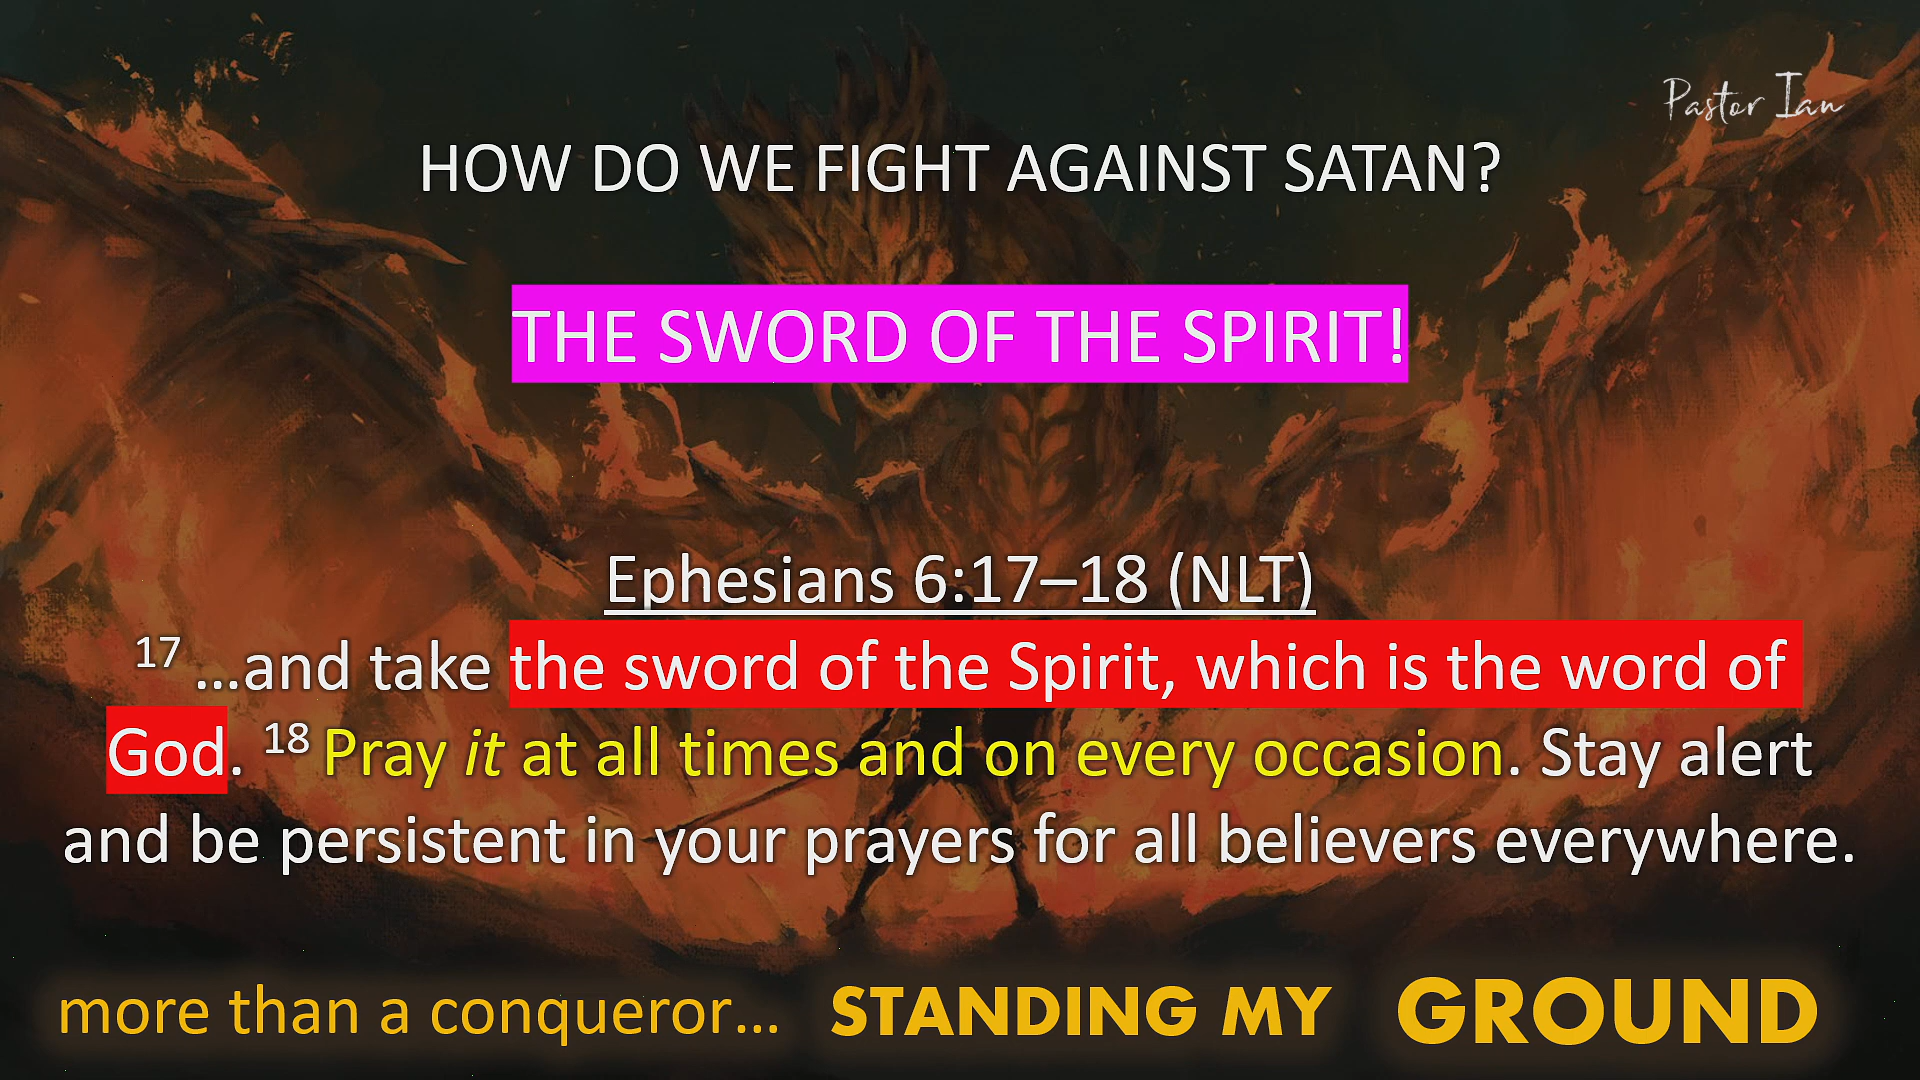 Pastor Ian
HOW DO WE FIGHT AGAINST SATAN?
THE SWORD OF THE SPIRIT!
Ephesians 6:17–18 (NLT)
17 …and take the sword of the Spirit, which is the word of
God. 18 Pray it at all times and on every occasion. Stay alert
and be persistent in your prayers for all believers everywhere.
more than a conqueror… STANDING MY GROUND